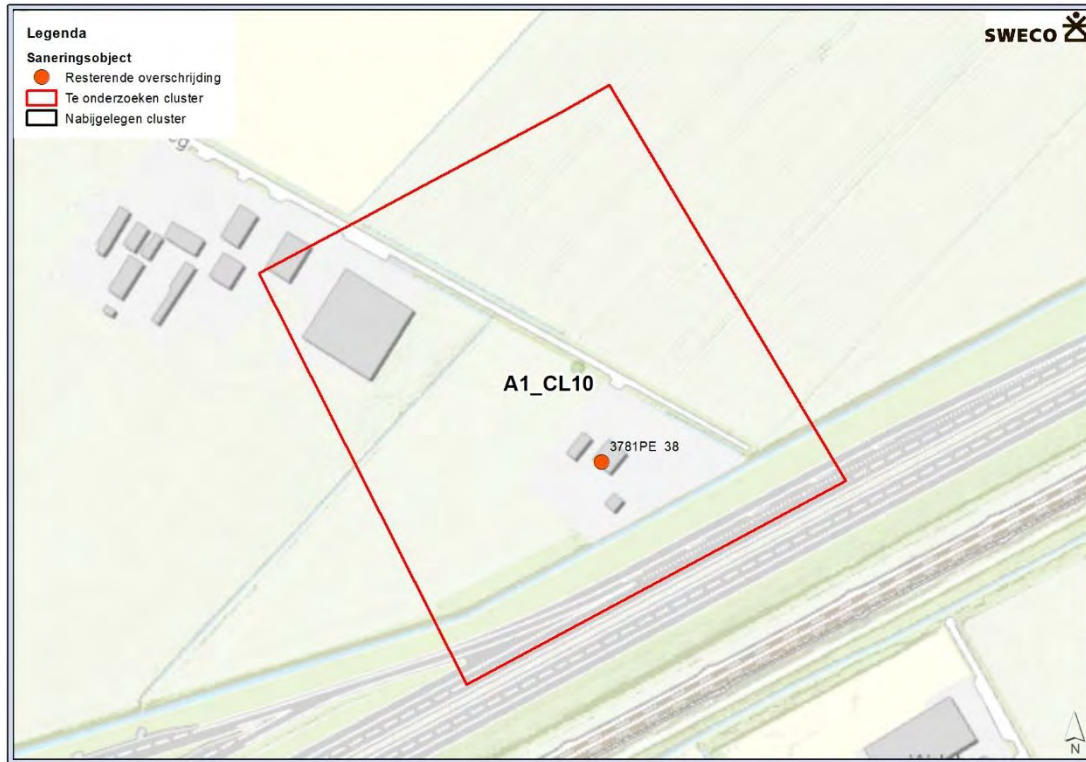 Legenda
Saneringsobject
Resterende overschrijding
Te onderzoeken cluster
Nabijgelegen cluster
SWECO
A1_CL10
3781PE 38
N